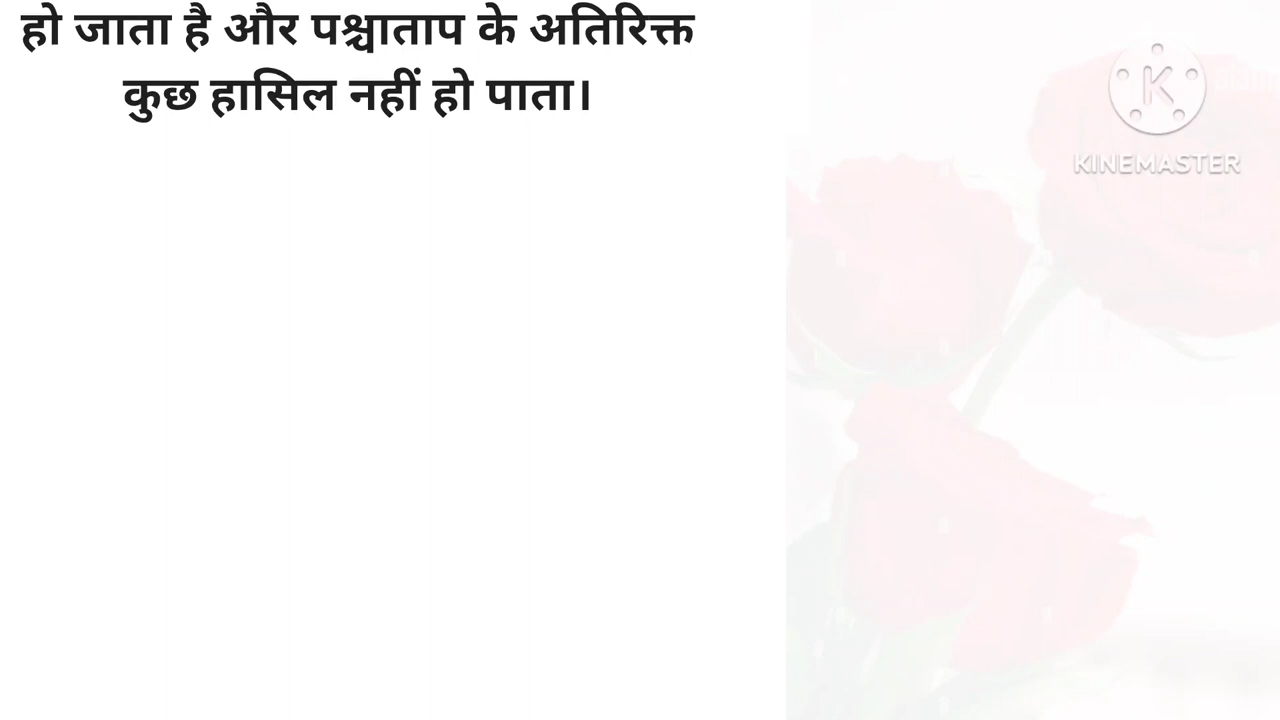 हो जाता है और पश्चाताप के अतिरिक्त
कुछ हासिल नहीं हो पाता।
K
KINEMASTER